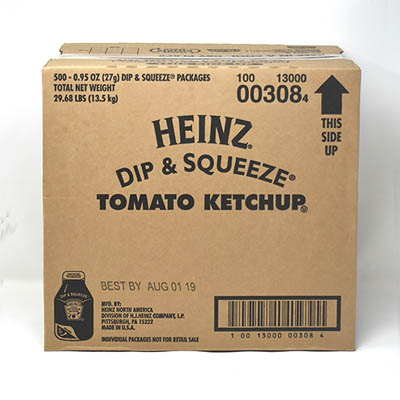 500 - 0.95 OZ (27g) DIP & SQUEEZE® PACKAGES
TOTAL NET WEIGHT
29.68 LBS (13.5 kg)
100 13000
00308 4
THIS
SIDE
UP
HEINZ®
DIP & SQUEEZE®
TOMATO KETCHUP®
BEST BY AUG 01 19
DIP & SQUEEZE
HEINZ
MFD. BY:
HEINZ NORTH AMERICA
DIVISION OF H.J. HEINZ COMPANY, L.P.
PITTSBURGH, PA 15222
MADE IN U.S.A.
INDIVIDUAL PACKAGES NOT FOR RETAIL SALE
1 00 13000 00308 4